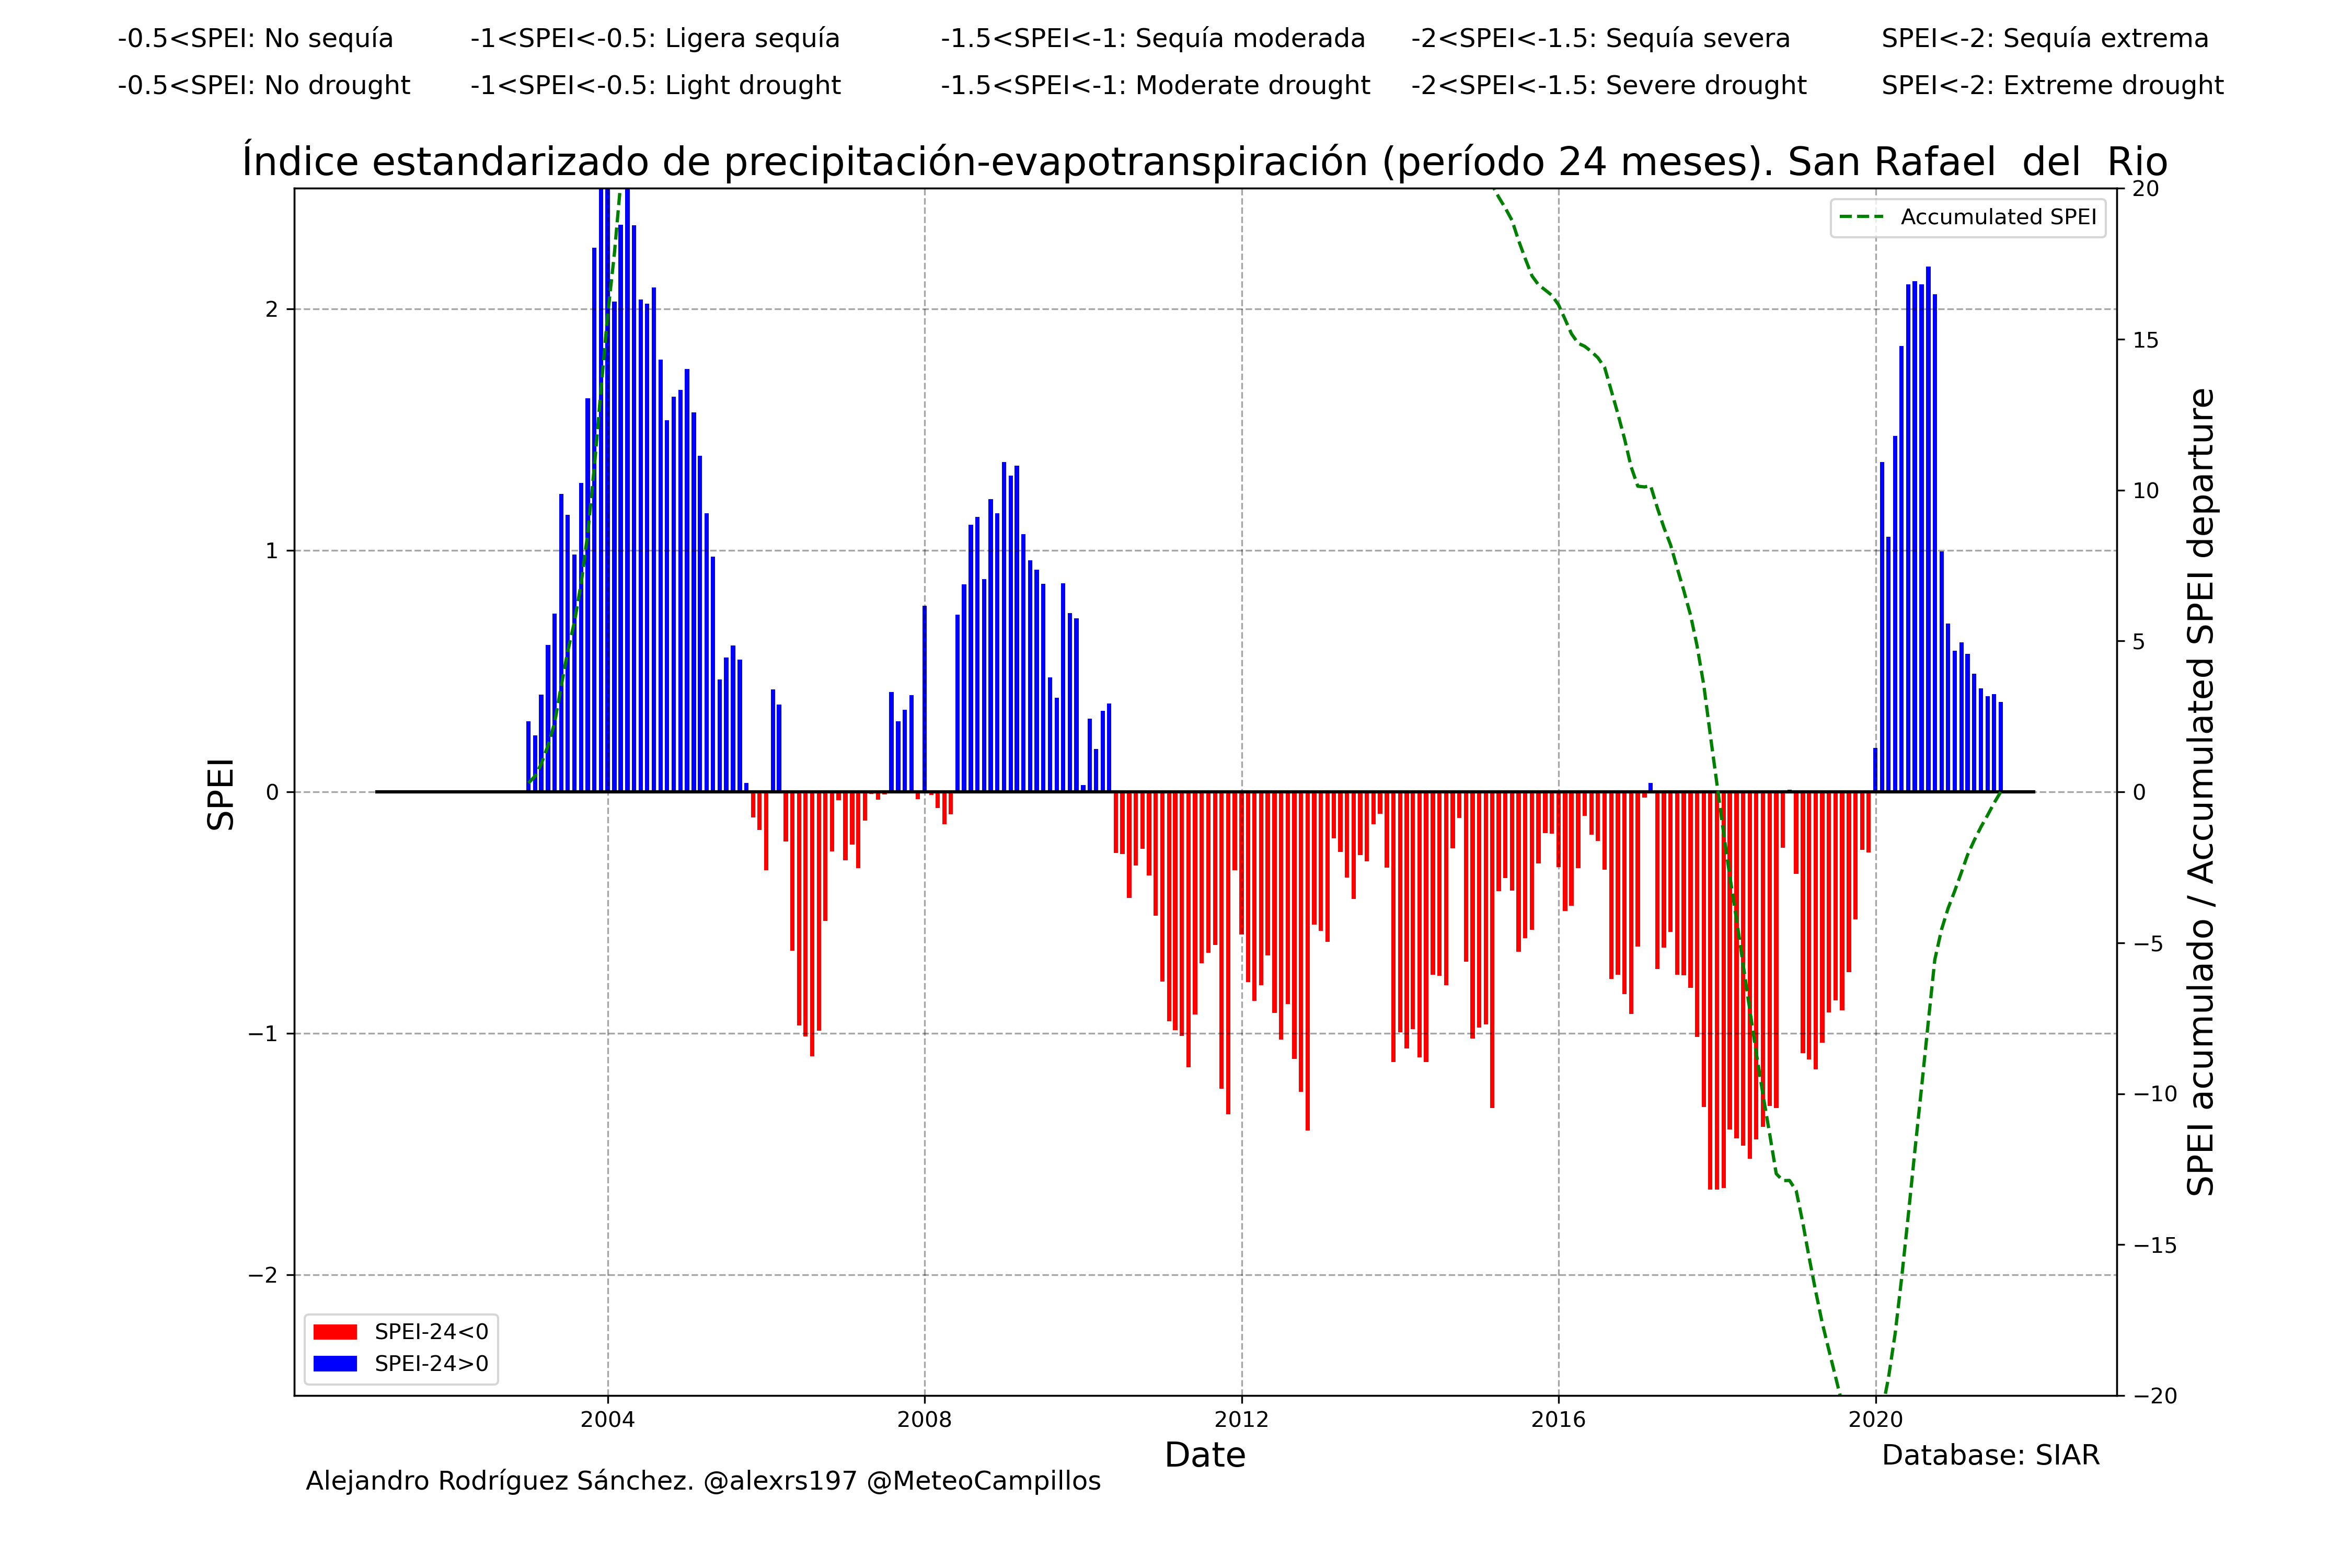 -0.5<SPEI: No sequía -1<SPEI<-0.5: Ligera sequía -1.5<SPEI<-1: Sequía moderada -2<SPEI<-1.5: Sequía severa SPEI<-2: Sequía extrema
-0.5<SPEI: No drought -1<SPEI<-0.5: Light drought -1.5<SPEI<-1: Moderate drought -2<SPEI<-1.5: Severe drought SPEI<-2: Extreme drought
Índice estandarizado de precipitación-evapotranspiración (período 24 meses). San Rafael  del  Rio
Accumulated SPEI
SPEI
2
1
0
−1
−2
20
15
10
5
0
−5
−10
−15
−20
SPEI acumulado / Accumulated SPEI departure
SPEI-24<0
SPEI-24>0
2004 2008 2012 2016 2020
Date
Database: SIAR
Alejandro Rodríguez Sánchez. @alexrs197 @MeteoCampillos